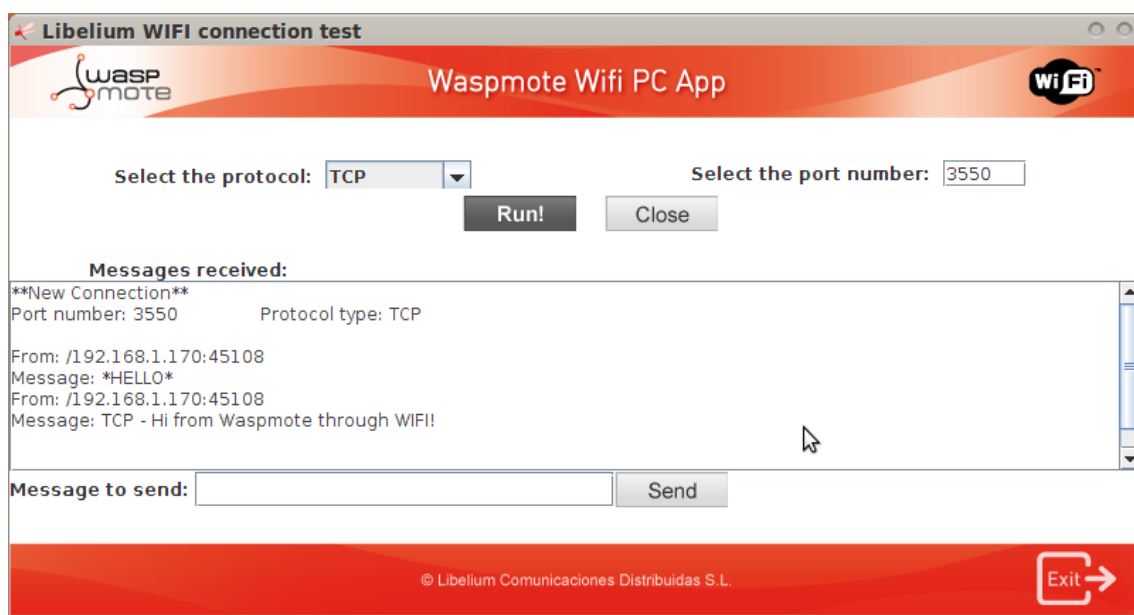 Libelium WIFI connection test
wasp
mote
Waspmote Wifi PC App
Wi Fi™
Select the protocol: TCP
Select the port number: 3550
Run!
Close
Messages received:
**New Connection**
Port number: 3550 Protocol type: TCP
From: /192.168.1.170:45108
Message: *HELLO*
From: /192.168.1.170:45108
Message: TCP - Hi from Waspmote through WIFI!
Message to send:
Send
© Libelium Comunicaciones Distribuidas S.L.
Exit